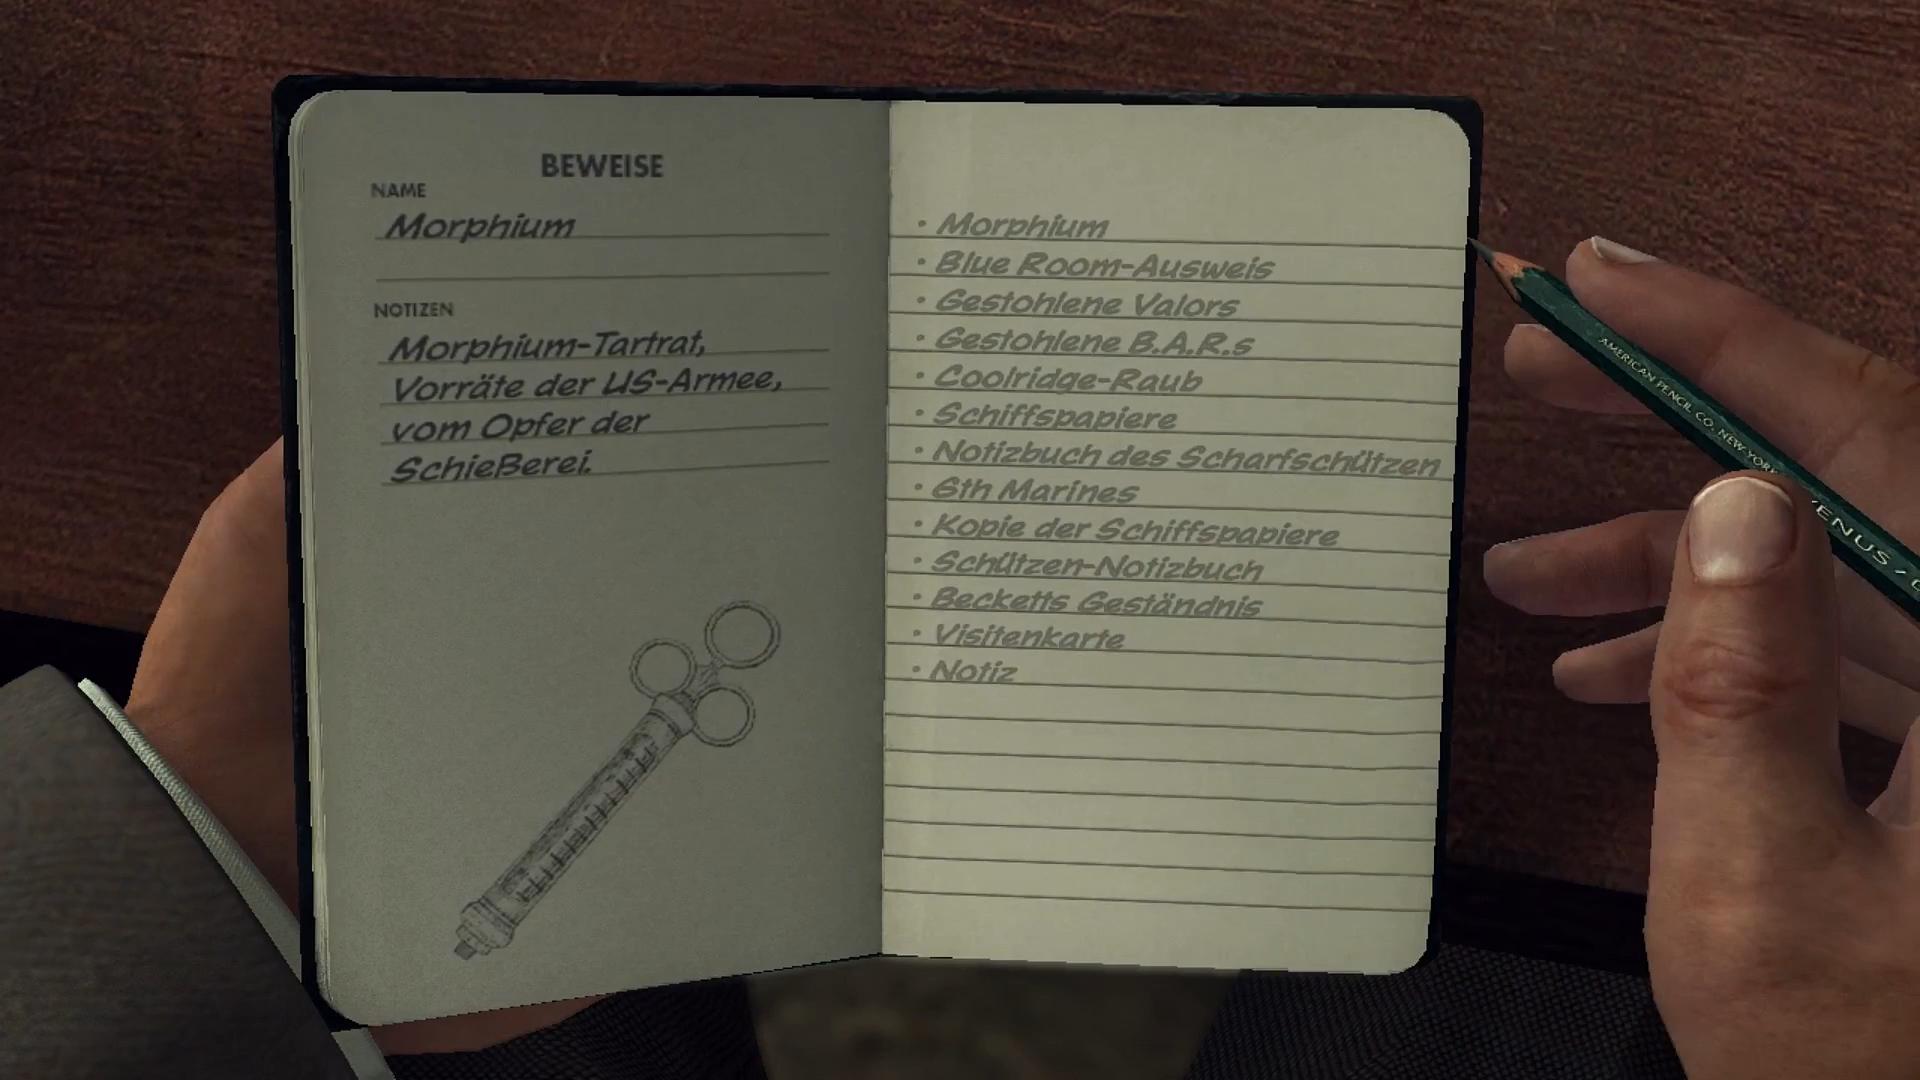 BEWEISE
NAME
Morphium
NOTIZEN
Morphium-Tartrat,
Vorräte der US-Armee,
vom Opfer der
Schießerei.
• Morphium
• Blue Room-Ausweis
• Gestohlene Valors
• Gestohlene B.A.R.s
• Coolridge-Raub
• Schiffspapiere
• Notizbuch des Scharfschützen
• 6th Marines
• Kopie der Schiffspapiere
• Schützen-Notizbuch
• Becketts Geständnis
• Visitenkarte
• Notiz
AMERICAN PENCIL CO. NEW YORK